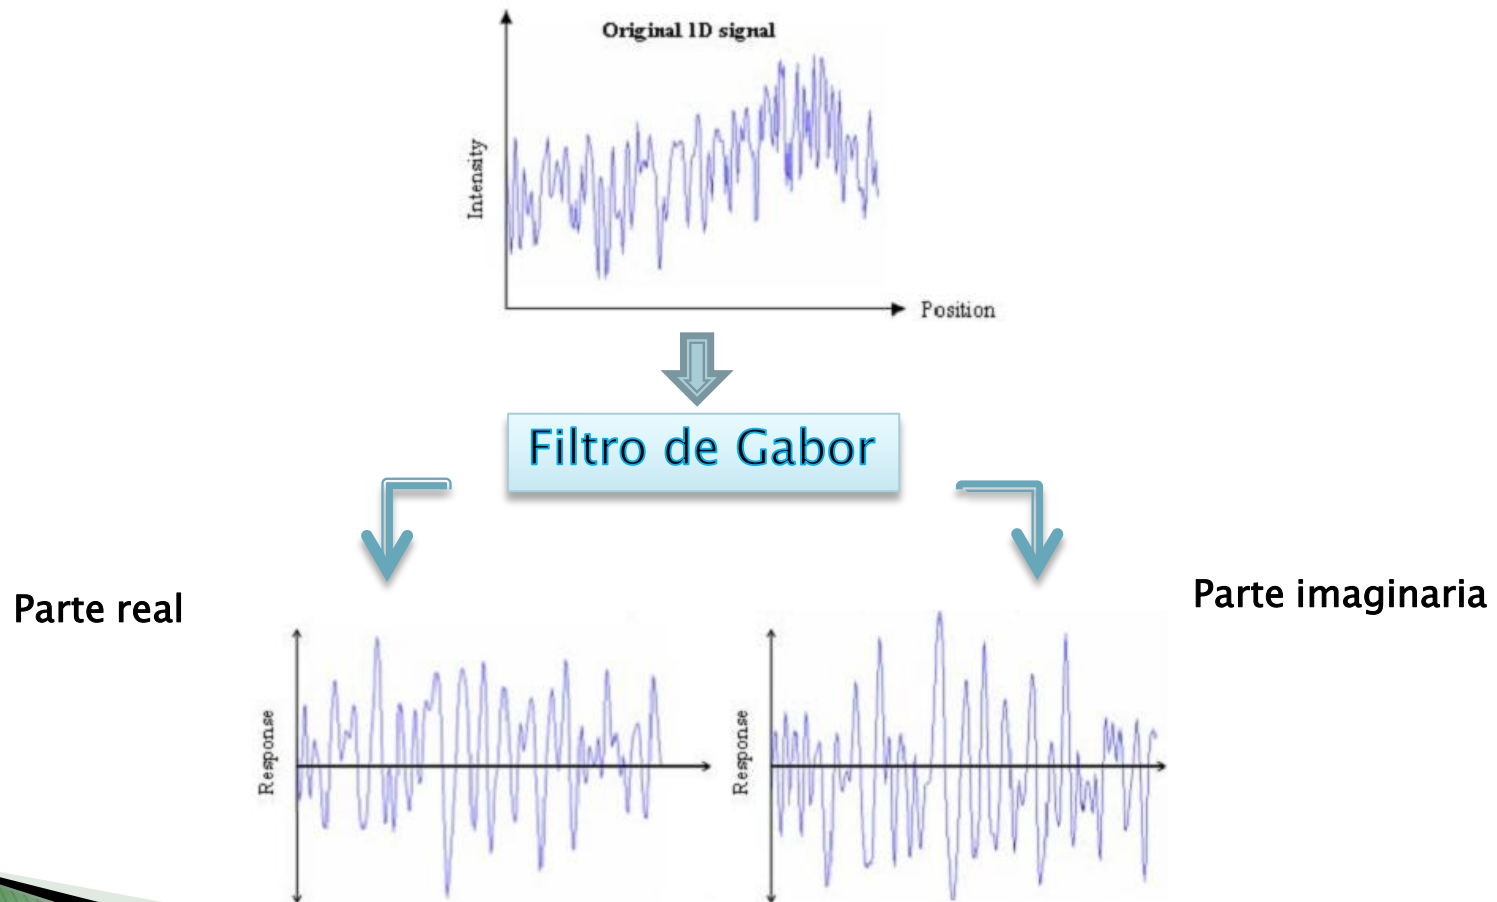 Original 1D signal
Intensity
Position
Filtro de Gabor
Parte real
Parte imaginaria
Response
Response